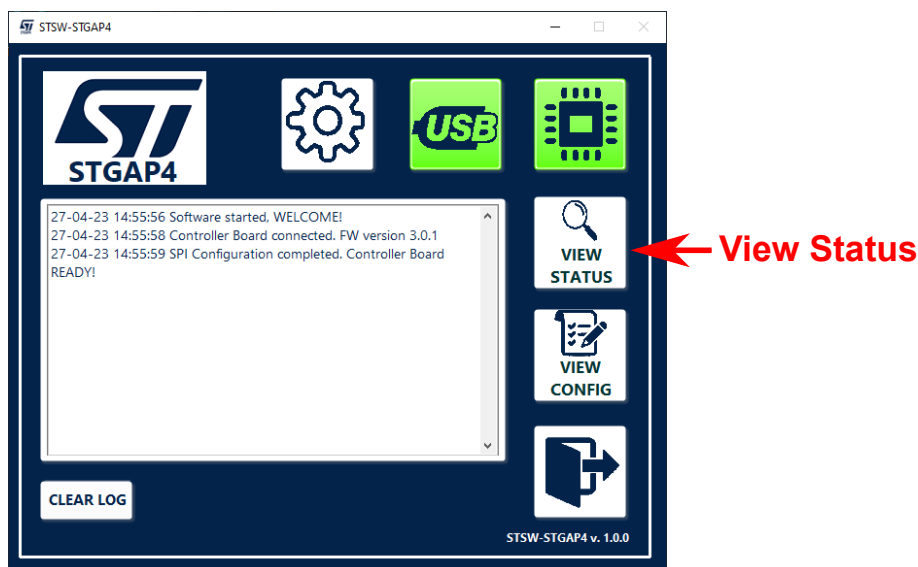 STSW-STGAP4
ST
STGAP4
USB
27-04-23 14:55:56 Software started, WELCOME!
27-04-23 14:55:58 Controller Board connected. FW version 3.0.1
27-04-23 14:55:59 SPI Configuration completed. Controller Board
READY!
VIEW
STATUS
View Status
VIEW
CONFIG
CLEAR LOG
STSW-STGAP4 v. 1.0.0